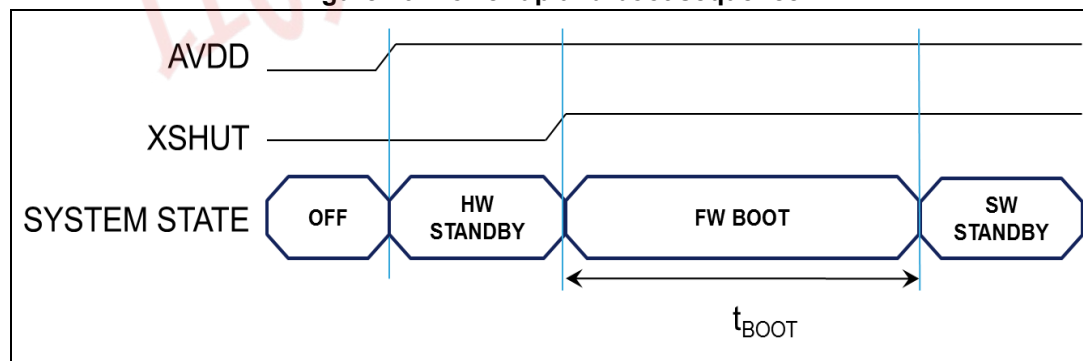 AVDD
XSHUT
SYSTEM STATE
OFF
HW
STANDBY
FW BOOT
SW
STANDBY
tBOOT